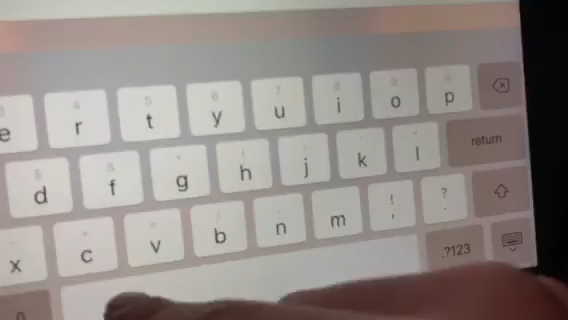 e r t y u i o p
d f g h j k l return
x c v b n m ! , ? .
.?123